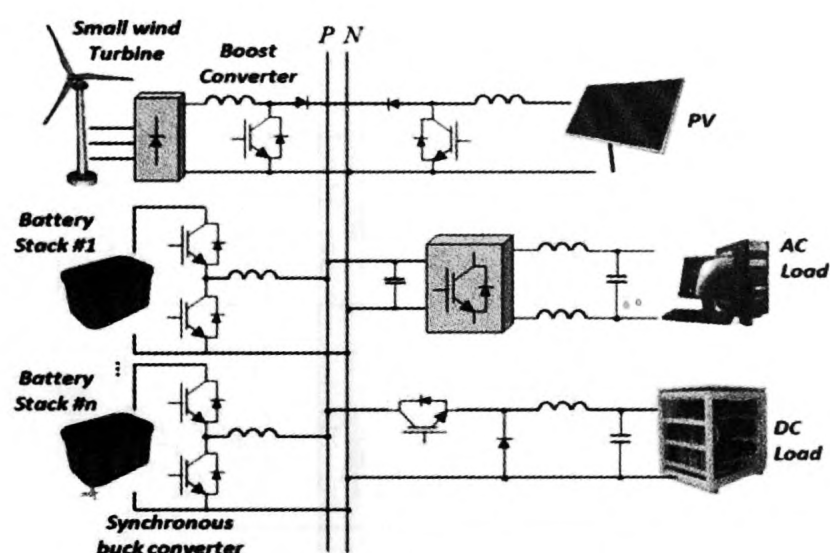 Small wind
Turbine
Boost
Converter
P N
PV
Battery
Stack #1
AC
Load
Battery
Stack #n
DC
Load
Synchronous
buck converter